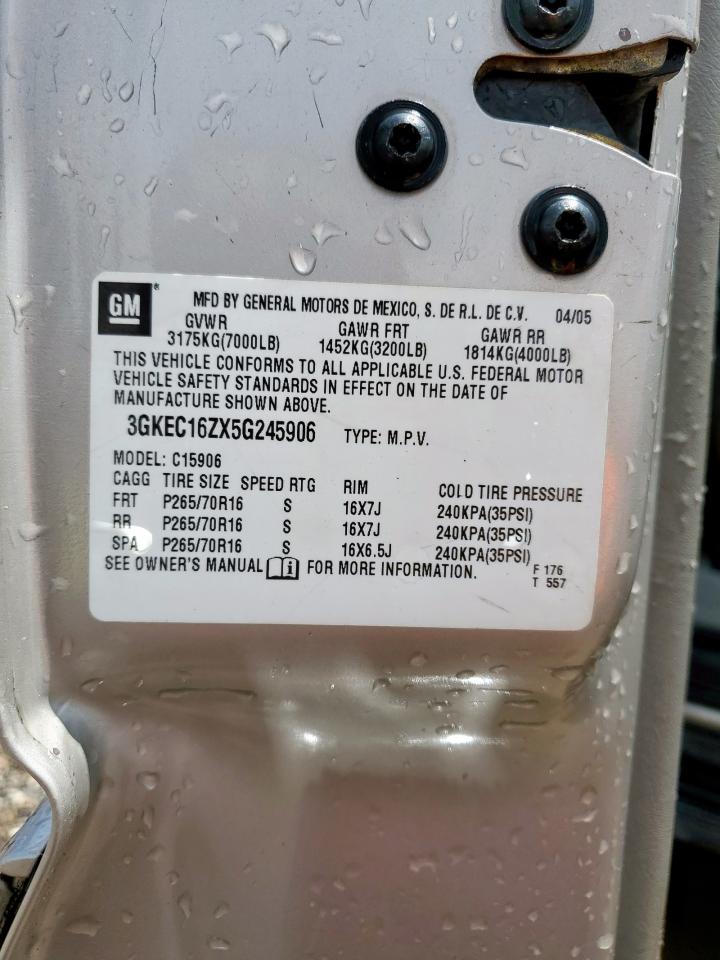 GM MFD BY GENERAL MOTORS DE MEXICO, S. DE R.L. DE C.V. 04/05
GVWR GAWR FRT GAWR RR
3175KG(7000LB) 1452KG(3200LB) 1814KG(4000LB)
THIS VEHICLE CONFORMS TO ALL APPLICABLE U.S. FEDERAL MOTOR
VEHICLE SAFETY STANDARDS IN EFFECT ON THE DATE OF
MANUFACTURE SHOWN ABOVE.
3GKEC16ZX5G245906 TYPE: M.P.V.
MODEL: C15906
CAGG TIRE SIZE SPEED RTG RIM COLD TIRE PRESSURE
FRT P265/70R16 S 16X7J 240KPA(35PSI)
RR P265/70R16 S 16X7J 240KPA(35PSI)
SPA P265/70R16 S 16X6.5J 240KPA(35PSI)
SEE OWNER'S MANUAL i FOR MORE INFORMATION. F 176
T 557